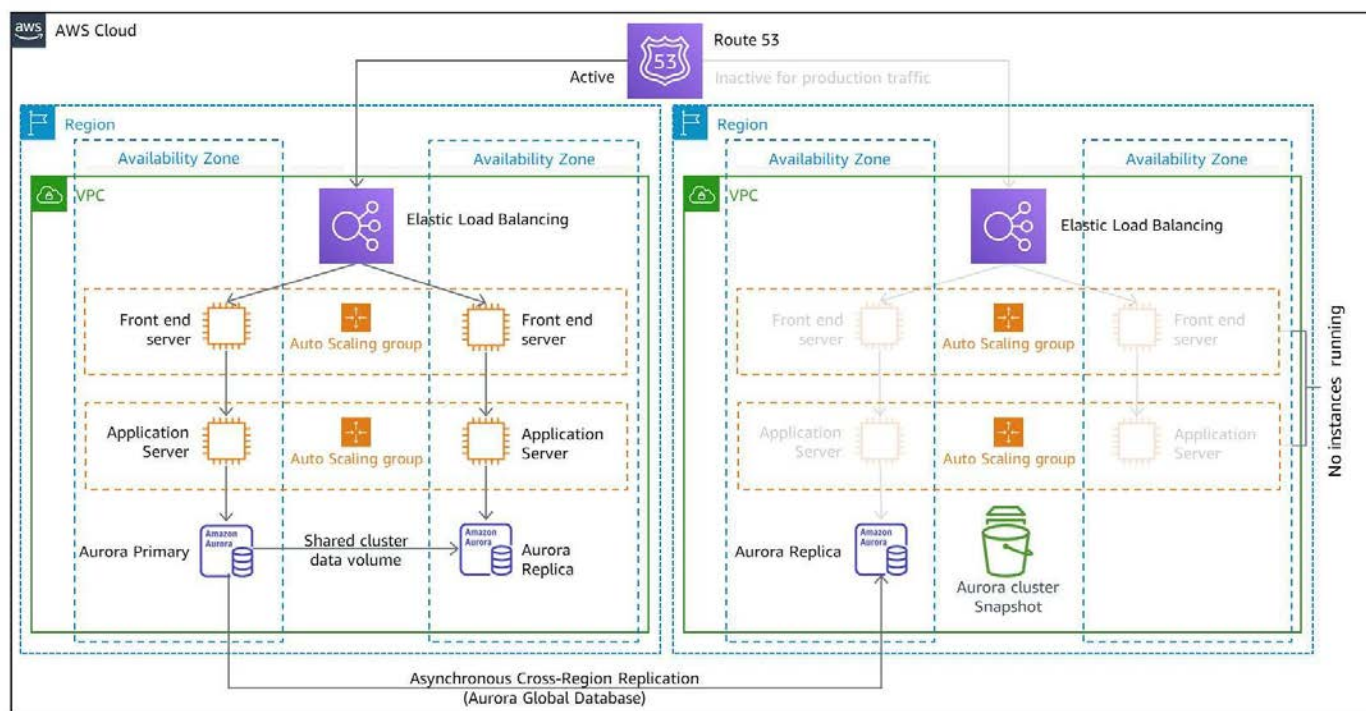 aws
AWS Cloud
53
Route 53
Active
Inactive for production traffic
Region
Availability Zone
Availability Zone
VPC
Elastic Load Balancing
Front end
server
Auto Scaling group
Front end
server
Application
Server
Auto Scaling group
Application
Server
Aurora Primary
Amazon
Aurora
Shared cluster
data volume
Amazon
Aurora
Aurora
Replica
Region
Availability Zone
Availability Zone
VPC
Elastic Load Balancing
Front end
server
Auto Scaling group
Front end
server
Application
Server
Auto Scaling group
Application
Server
No instances running
Aurora Replica
Amazon
Aurora
Aurora cluster
Snapshot
Asynchronous Cross-Region Replication
(Aurora Global Database)